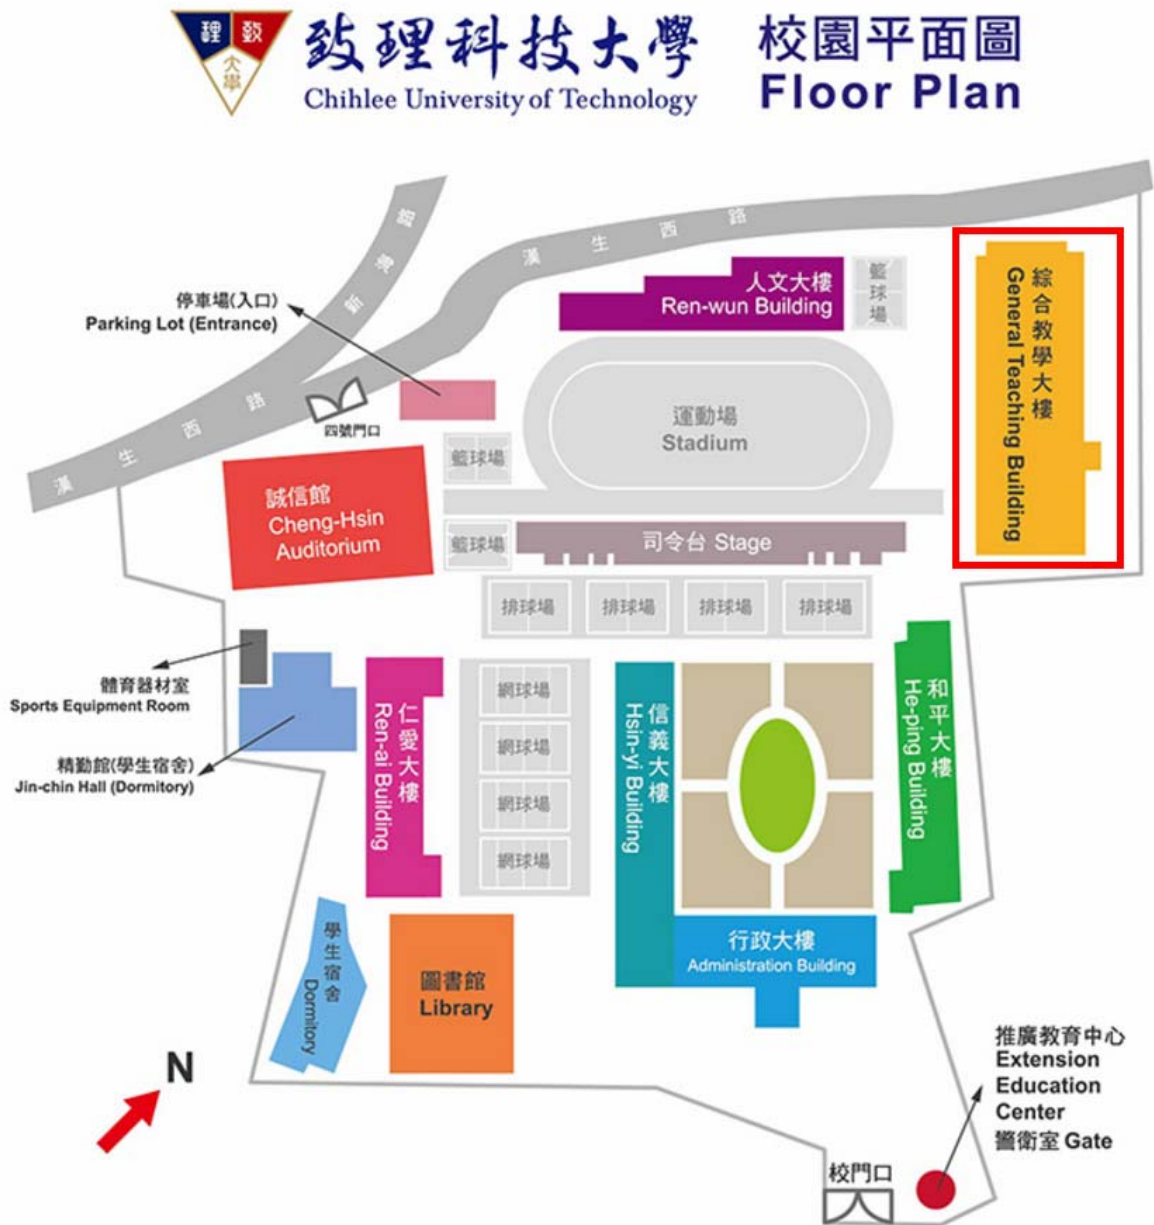 理 致
大學
致理科技大學
Chihlee University of Technology
校園平面圖
Floor Plan
漢生西路
漢生西路
停車場(入口)
Parking Lot (Entrance)
四號門口
人文大樓
Ren-wun Building
籃球場
綜合教學大樓
General Teaching Building
運動場
Stadium
籃球場
誠信館
Cheng-Hsin
Auditorium
籃球場
司令台 Stage
排球場
排球場
排球場
排球場
體育器材室
Sports Equipment Room
精勤館(學生宿舍)
Jin-chin Hall (Dormitory)
仁愛大樓
Ren-ai Building
網球場
網球場
網球場
網球場
信義大樓
Hsin-yi Building
和平大樓
He-ping Building
學生宿舍
Dormitory
圖書館
Library
行政大樓
Administration Building
N
推廣教育中心
Extension
Education
Center
警衛室 Gate
校門口